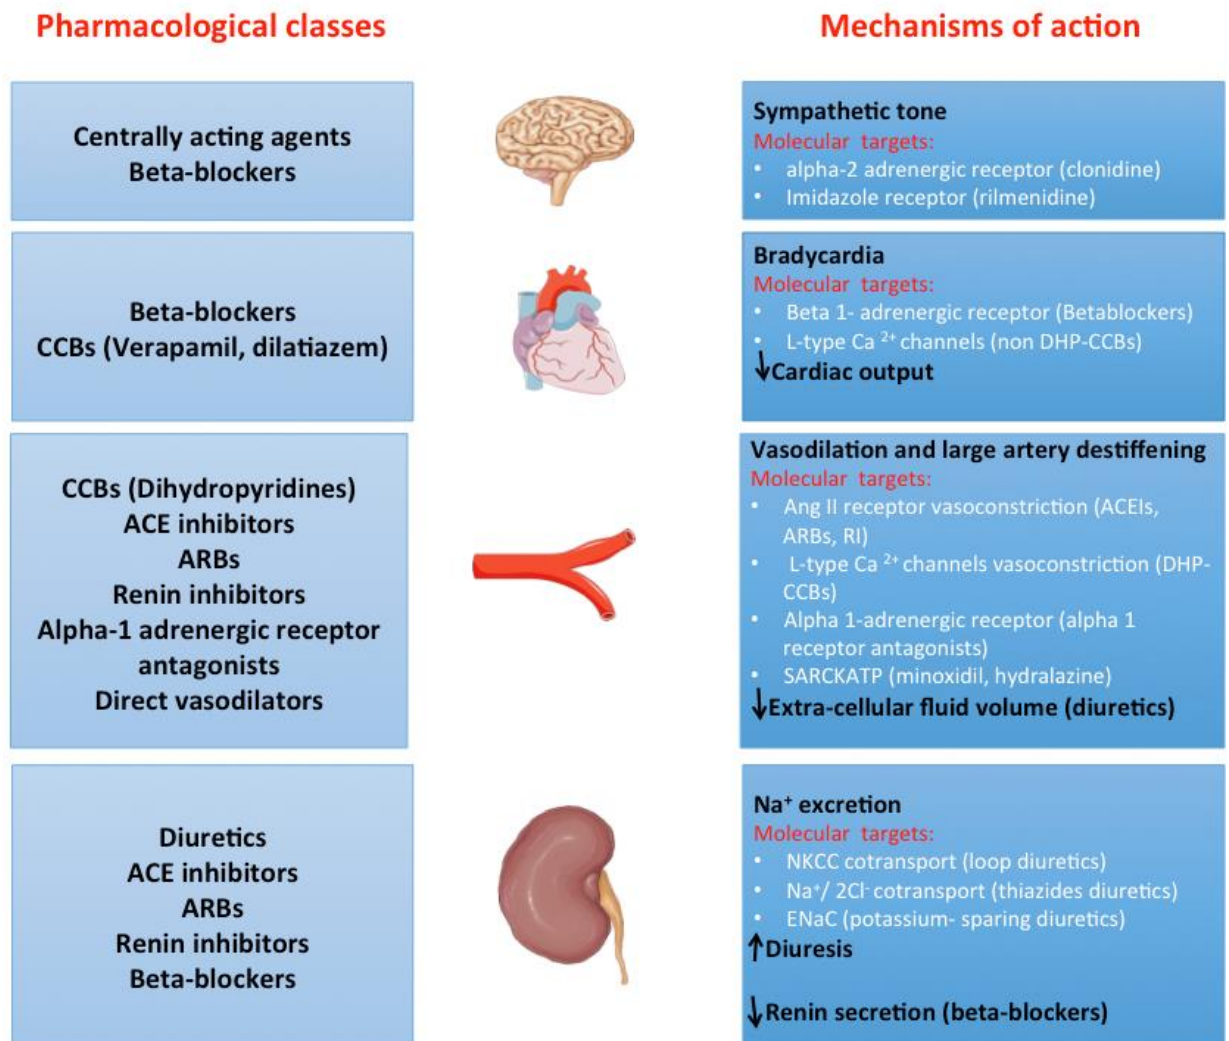 Pharmacological classes
Mechanisms of action
Centrally acting agents
Beta-blockers
Sympathetic tone
Molecular targets:
• alpha-2 adrenergic receptor (clonidine)
• Imidazole receptor (rilmenidine)
Beta-blockers
CCBs (Verapamil, dilatiazem)
Bradycardia
Molecular targets:
• Beta 1- adrenergic receptor (Betablockers)
• L-type Ca ²⁺ channels (non DHP-CCBs)
↓Cardiac output
CCBs (Dihydropyridines)
ACE inhibitors
ARBs
Renin inhibitors
Alpha-1 adrenergic receptor
antagonists
Direct vasodilators
Vasodilation and large artery destiffening
Molecular targets:
• Ang II receptor vasoconstriction (ACEIs,
ARBs, RI)
• L-type Ca ²⁺ channels vasoconstriction (DHP-
CCBs)
• Alpha 1-adrenergic receptor (alpha 1
receptor antagonists)
• SARCKATP (minoxidil, hydralazine)
↓Extra-cellular fluid volume (diuretics)
Diuretics
ACE inhibitors
ARBs
Renin inhibitors
Beta-blockers
Na⁺ excretion
Molecular targets:
• NKCC cotransport (loop diuretics)
• Na⁺/ 2Cl⁻ cotransport (thiazides diuretics)
• ENaC (potassium- sparing diuretics)
↑Diuresis
↓Renin secretion (beta-blockers)